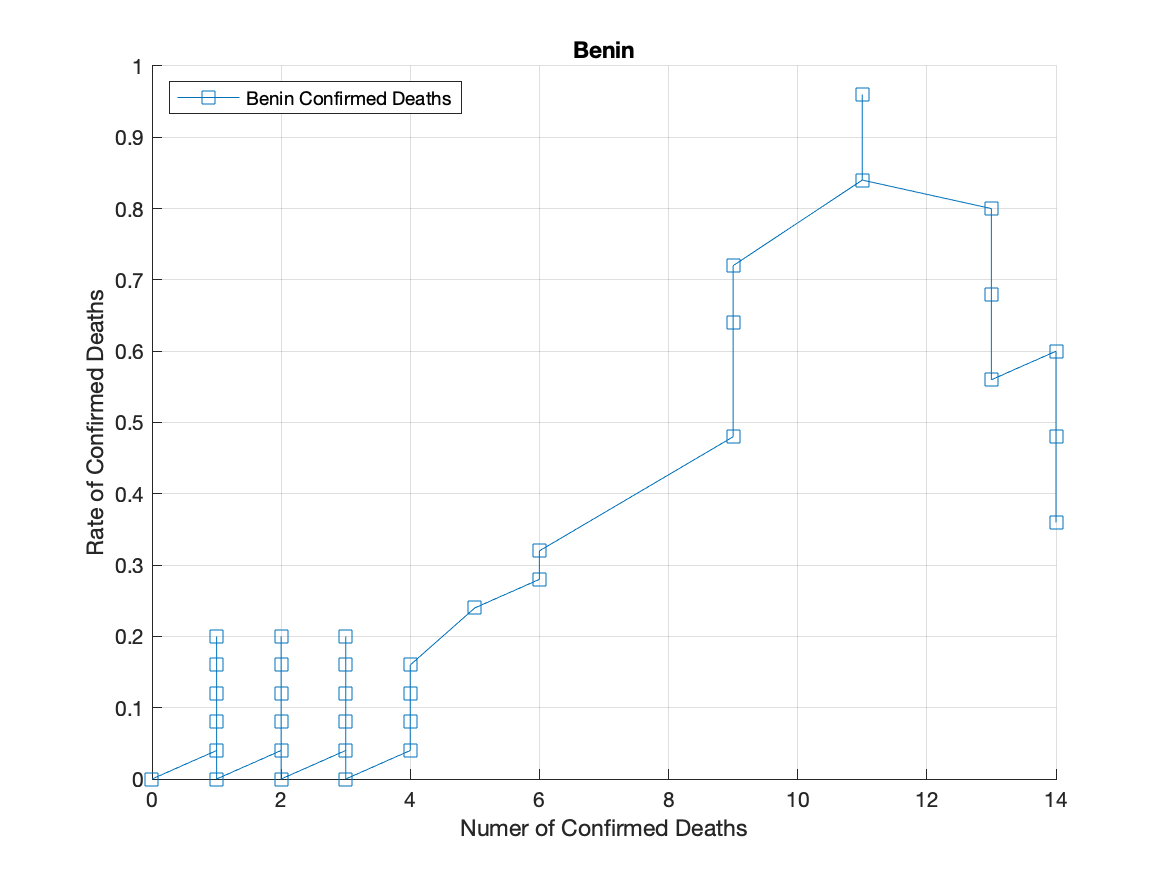 Benin
Benin Confirmed Deaths
1
0.9
0.8
0.7
0.6
0.5
0.4
0.3
0.2
0.1
0
Rate of Confirmed Deaths
0 2 4 6 8 10 12 14
Numer of Confirmed Deaths